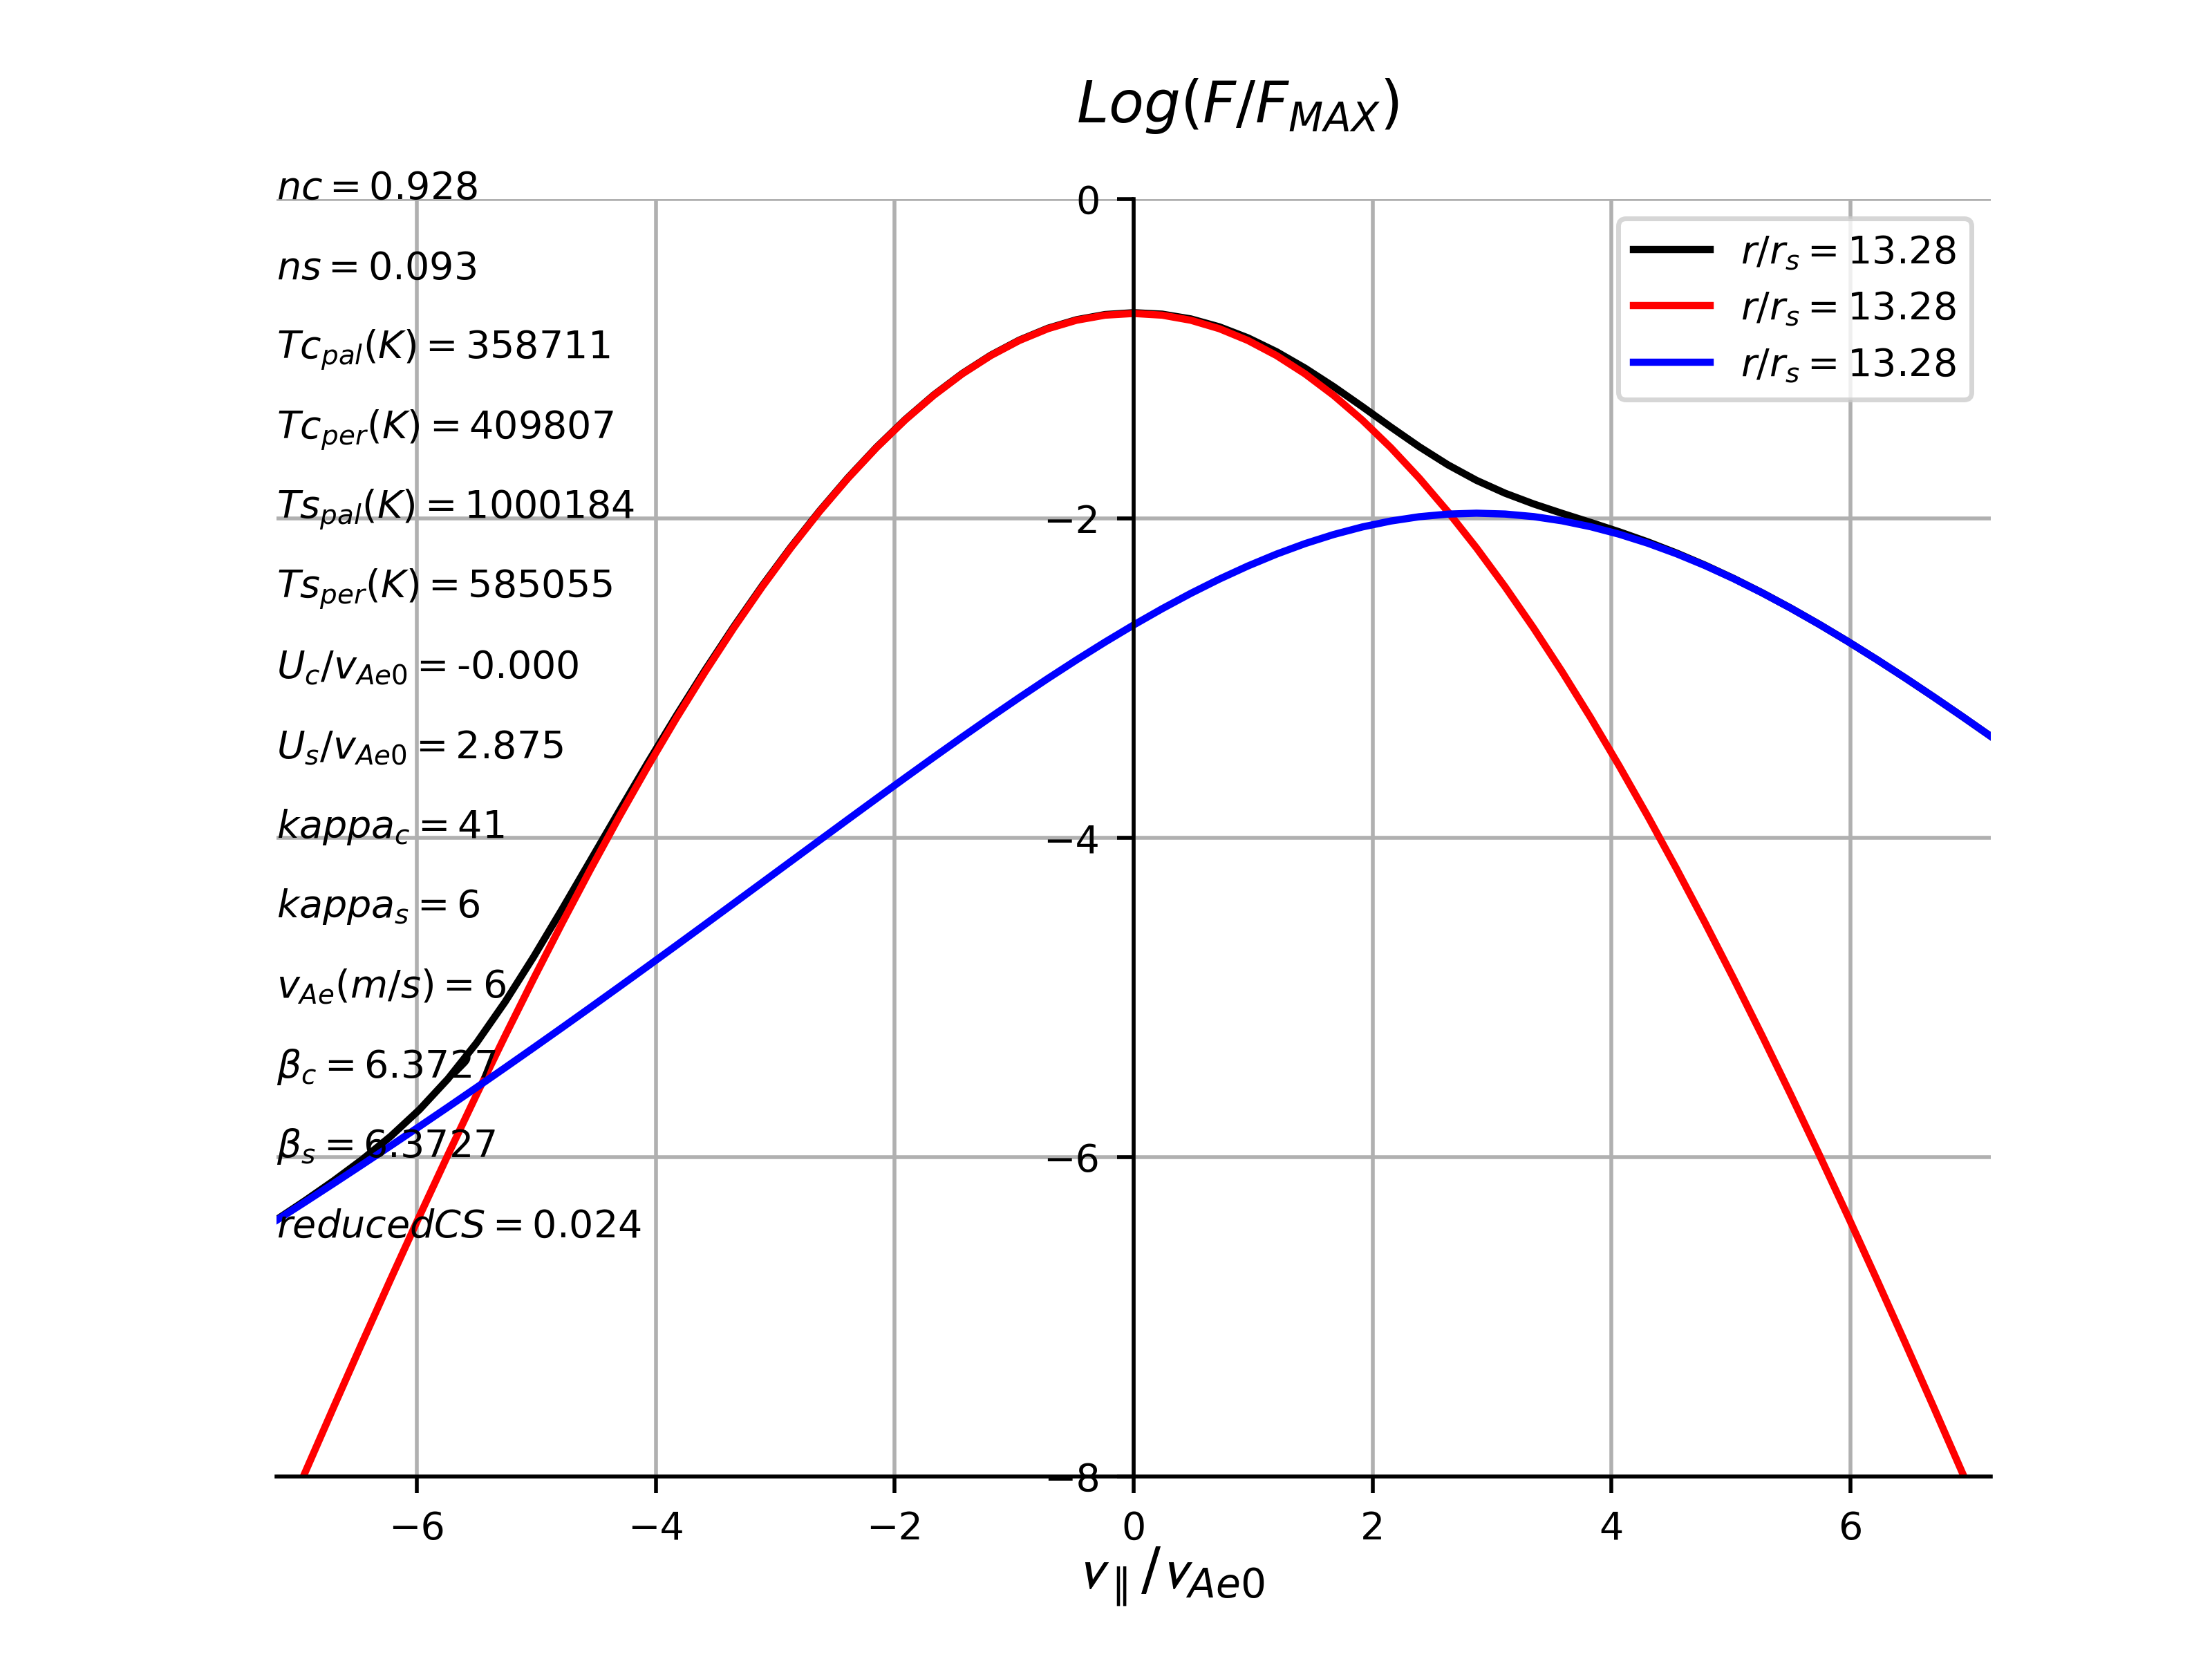 Log(F/F_MAX)
nc = 0.928
ns = 0.093
Tc_pal(K) = 358711
Tc_per(K) = 409807
Ts_pal(K) = 1000184
Ts_per(K) = 585055
U_c/v_Ae0 = -0.000
U_s/v_Ae0 = 2.875
kappa_c = 41
kappa_s = 6
v_Ae(m/s) = 6
β_c = 6.3727
β_s = 6.3727
reducedCS = 0.024
0
−2
−4
−6
−8
r/r_s = 13.28
r/r_s = 13.28
r/r_s = 13.28
−6 −4 −2 0 2 4 6
v_∥/v_Ae0